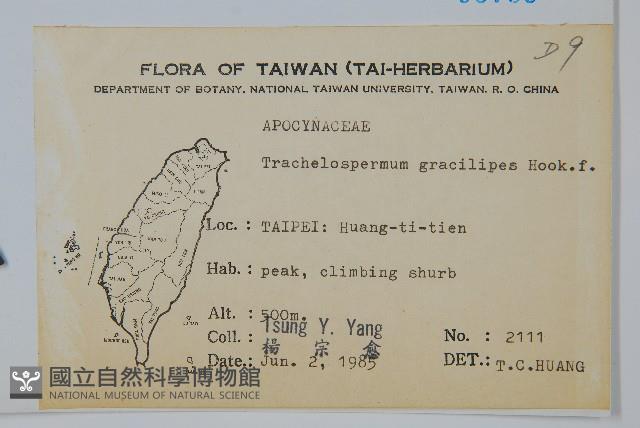 D9
FLORA OF TAIWAN (TAI-HERBARIUM)
DEPARTMENT OF BOTANY, NATIONAL TAIWAN UNIVERSITY, TAIWAN, R. O. CHINA
APOCYNACEAE
Trachelospermum gracilipes Hook.f.
Loc. : TAIPEI: Huang-ti-tien
Hab. : peak, climbing shurb
Alt. : 500m.
Coll. : Tsung Y. Yang
楊 宗 愈
No. : 2111
Date.: Jun. 2, 1985
DET.: T.C.HUANG
國立自然科學博物館
NATIONAL MUSEUM OF NATURAL SCIENCE